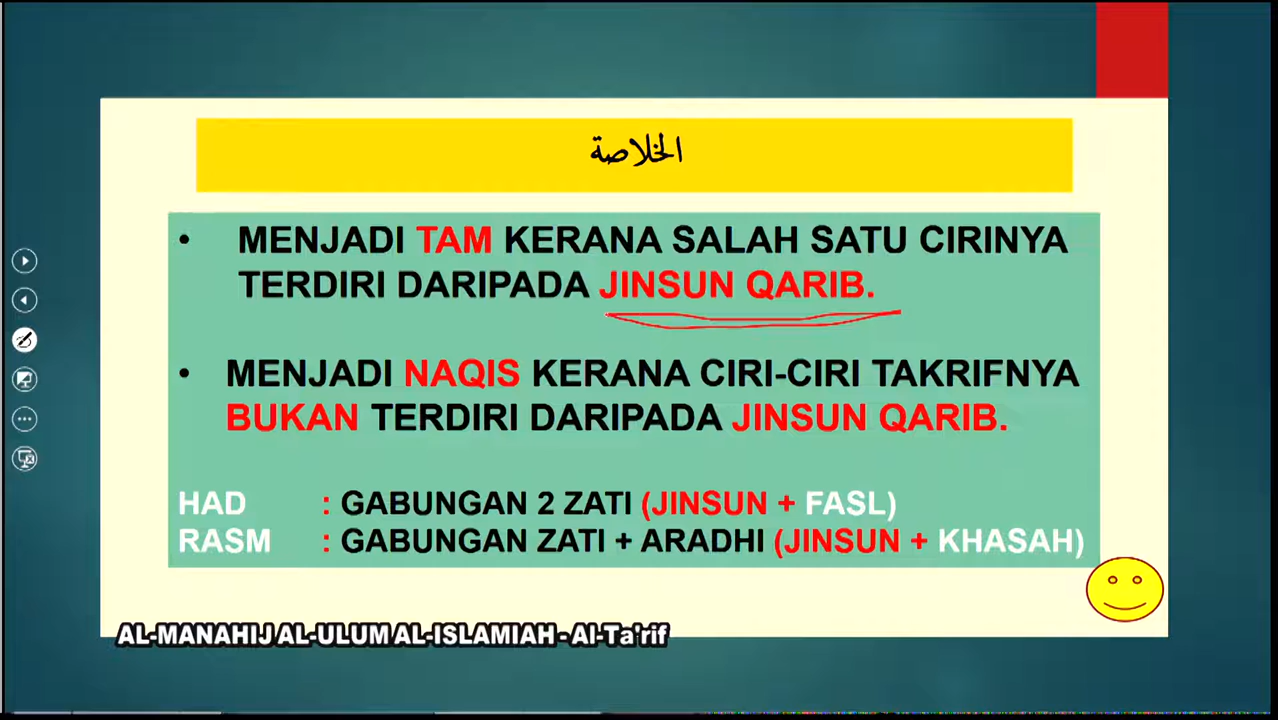 الخلاصة
• MENJADI TAM KERANA SALAH SATU CIRINYA
TERDIRI DARIPADA JINSUN QARIB.
• MENJADI NAQIS KERANA CIRI-CIRI TAKRIFNYA
BUKAN TERDIRI DARIPADA JINSUN QARIB.
HAD : GABUNGAN 2 ZATI (JINSUN + FASL)
RASM : GABUNGAN ZATI + ARADHI (JINSUN + KHASAH)
AL-MANAHIJ AL-ULUM AL-ISLAMIAH - Al-Ta'rif